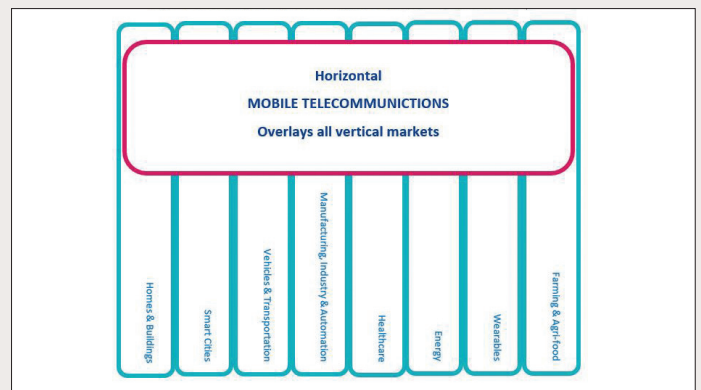 Horizontal
MOBILE TELECOMMUNICTIONS
Overlays all vertical markets
Homes & Buildings
Smart Cities
Vehicles & Transportation
Manufacturing, Industry & Automation
Healthcare
Energy
Wearables
Farming & Agri-food